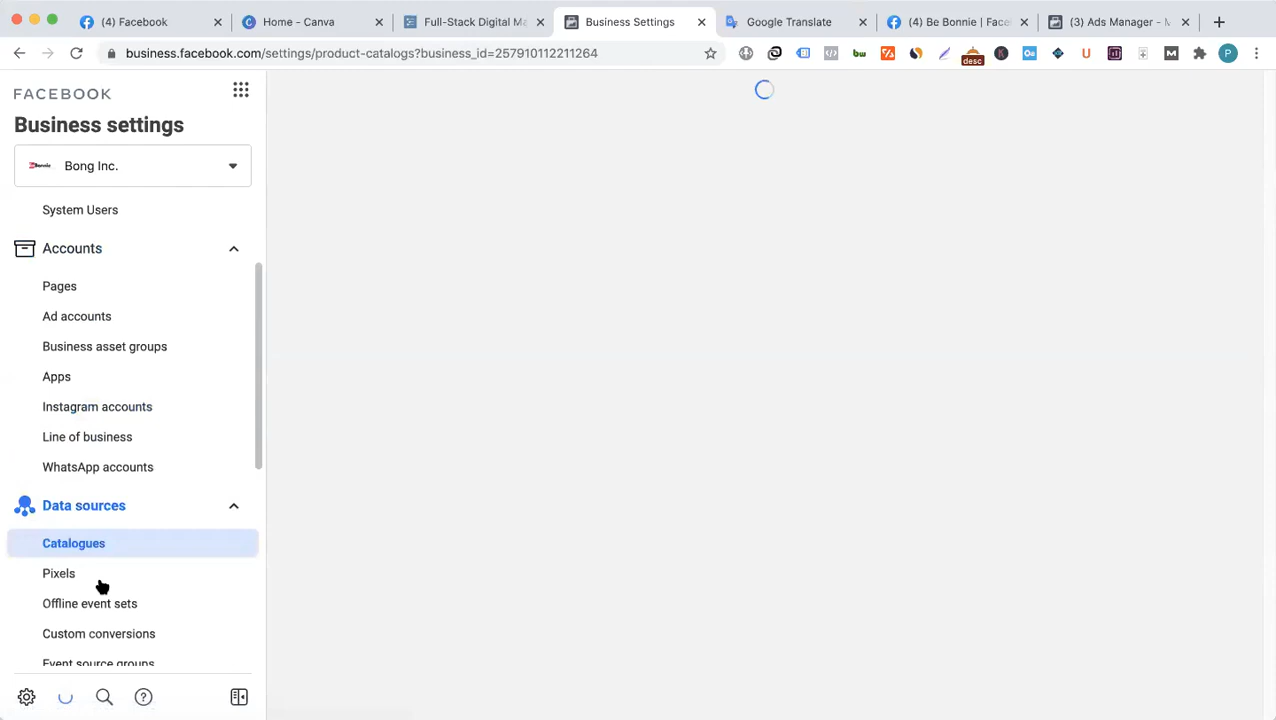 (4) Facebook
Home - Canva
Full-Stack Digital Ma
Business Settings
Google Translate
(4) Be Bonnie | Face
(3) Ads Manager - M
business.facebook.com/settings/product-catalogs?business_id=257910112211264
desc
P
FACEBOOK
Business settings
Bong Inc.
System Users
Accounts
Pages
Ad accounts
Business asset groups
Apps
Instagram accounts
Line of business
WhatsApp accounts
Data sources
Catalogues
Pixels
Offline event sets
Custom conversions
Event source groups